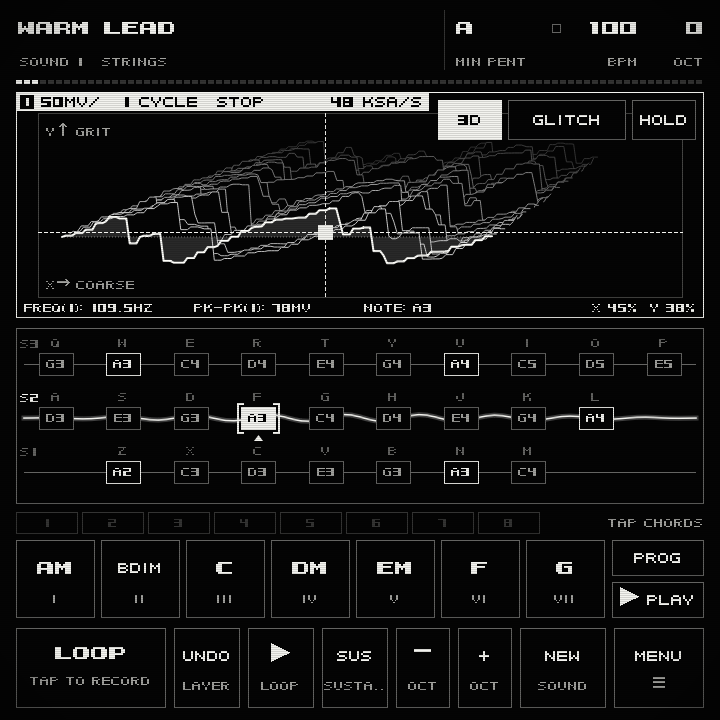 WARM LEAD A 100 0
SOUND 1 STRINGS MIN PENT BPM OCT
1 50MV/ 1 CYCLE STOP 48 KSA/S 3D GLITCH HOLD
Y↑ GRIT
X→ COARSE
FREQ(1): 109.5HZ PK-PK(1): 78MV NOTE: A3 X 45% Y 38%
S3 Q W E R T Y U I O P
G3 A3 C4 D4 E4 G4 A4 C5 D5 E5
S2 A S D F G H J K L
D3 E3 G3 A3 C4 D4 E4 G4 A4
S1 Z X C V B N M
A2 C3 D3 E3 G3 A3 C4
1 2 3 4 5 6 7 8 TAP CHORDS
AM BDIM C DM EM F G PROG
I II III IV V VI VII ▶ PLAY
LOOP UNDO ▶ SUS − + NEW MENU
TAP TO RECORD LAYER LOOP SUSTA.. OCT OCT SOUND ☰